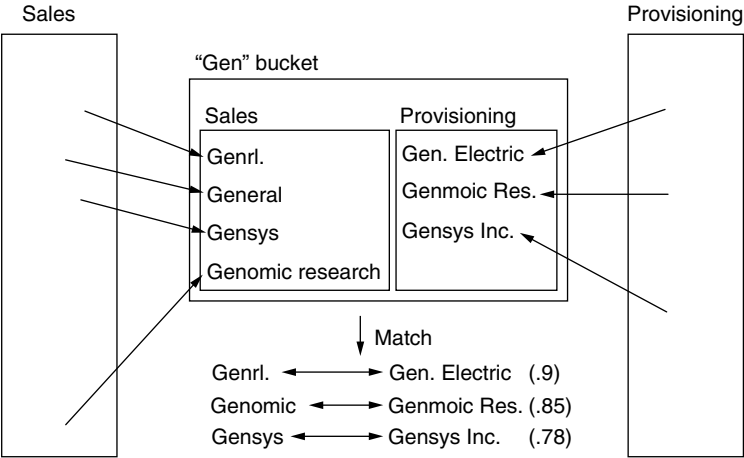 Sales
Provisioning
“Gen” bucket
Sales
Provisioning
Genrl.
Gen. Electric
General
Genmoic Res.
Gensys
Gensys Inc.
Genomic research
Match
Genrl. Gen. Electric (.9)
Genomic Genmoic Res. (.85)
Gensys Gensys Inc. (.78)